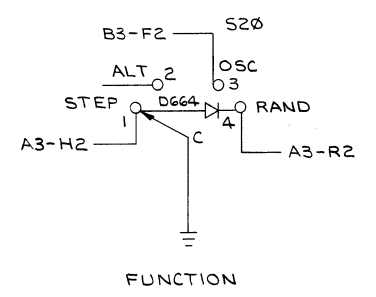 B3-F2 S2Ø
ALT 2 OSC
3
STEP D664 RAND
1 4
A3-H2 C A3-R2
FUNCTION